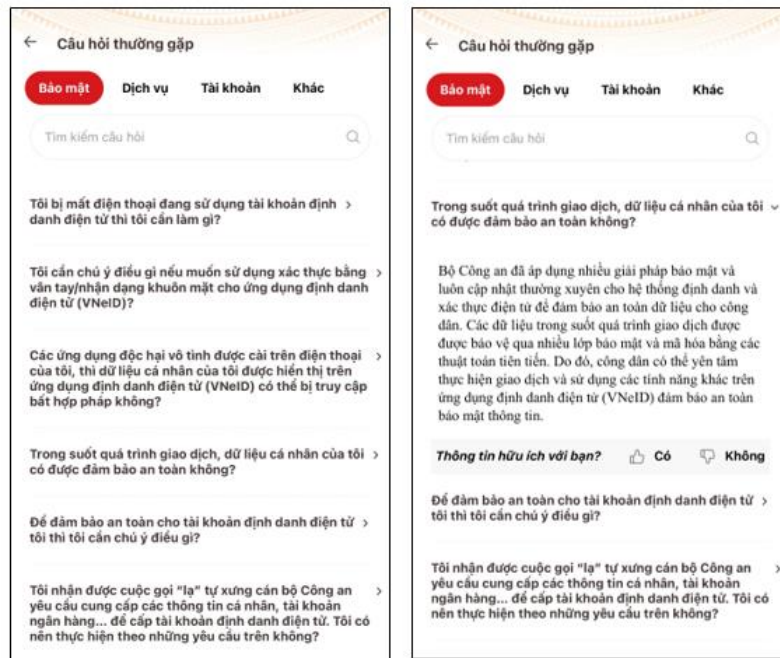 Câu hỏi thường gặp
Bảo mật Dịch vụ Tài khoản Khác
Tìm kiếm câu hỏi
Tôi bị mất điện thoại đang sử dụng tài khoản định
danh điện tử thì tôi cần làm gì?
Tôi cần chú ý điều gì nếu muốn sử dụng xác thực bằng
vân tay/nhận dạng khuôn mặt cho ứng dụng định danh
điện tử (VNeID)?
Các ứng dụng độc hại vô tình được cài trên điện thoại
của tôi, thì dữ liệu cá nhân của tôi được hiển thị trên
ứng dụng định danh điện tử (VNeID) có thể bị truy cập
bất hợp pháp không?
Trong suốt quá trình giao dịch, dữ liệu cá nhân của tôi
có được đảm bảo an toàn không?
Để đảm bảo an toàn cho tài khoản định danh điện tử
tôi thì tôi cần chú ý điều gì?
Tôi nhận được cuộc gọi “lạ” tự xưng cán bộ Công an
yêu cầu cung cấp các thông tin cá nhân, tài khoản
ngân hàng... để cấp tài khoản định danh điện tử. Tôi có
nên thực hiện theo những yêu cầu trên không?
Câu hỏi thường gặp
Bảo mật Dịch vụ Tài khoản Khác
Tìm kiếm câu hỏi
Trong suốt quá trình giao dịch, dữ liệu cá nhân của tôi
có được đảm bảo an toàn không?
Bộ Công an đã áp dụng nhiều giải pháp bảo mật và
luôn cập nhật thường xuyên cho hệ thống định danh và
xác thực điện tử để đảm bảo an toàn dữ liệu cho công
dân. Các dữ liệu trong suốt quá trình giao dịch được
được bảo vệ qua nhiều lớp bảo mật và mã hóa bằng các
thuật toán tiên tiến. Do đó, công dân có thể yên tâm
thực hiện giao dịch và sử dụng các tính năng khác trên
ứng dụng định danh điện tử (VNeID) đảm bảo an toàn
bảo mật thông tin.
Thông tin hữu ích với bạn? Có Không
Để đảm bảo an toàn cho tài khoản định danh điện tử
tôi thì tôi cần chú ý điều gì?
Tôi nhận được cuộc gọi “lạ” tự xưng cán bộ Công an
yêu cầu cung cấp các thông tin cá nhân, tài khoản
ngân hàng... để cấp tài khoản định danh điện tử. Tôi có
nên thực hiện theo những yêu cầu trên không?